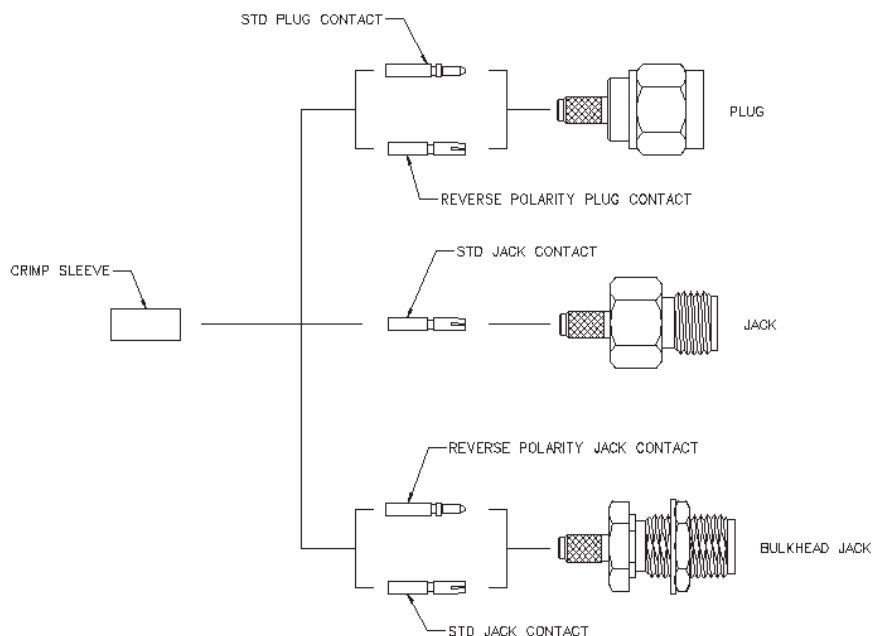 STD PLUG CONTACT
PLUG
REVERSE POLARITY PLUG CONTACT
STD JACK CONTACT
CRIMP SLEEVE
JACK
REVERSE POLARITY JACK CONTACT
BULKHEAD JACK
STD JACK CONTACT